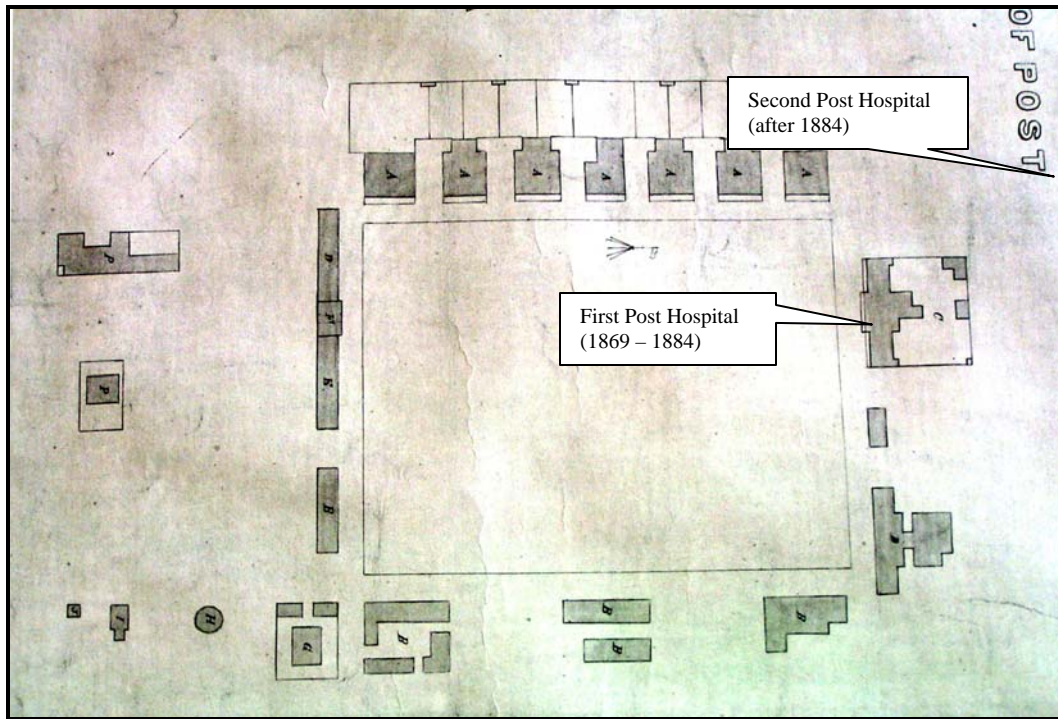 OF POST
Second Post Hospital
(after 1884)
A A A A A A A
P
D
C
First Post Hospital
(1869 – 1884)
E
P
B
B
I
H
G
B
B
B
B